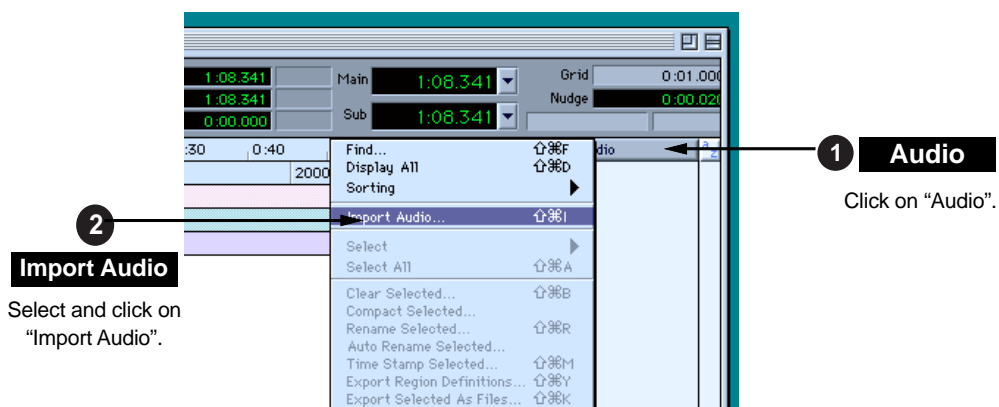 1:08.341
1:08.341
0:00.000
Main 1:08.341
Sub 1:08.341
Grid 0:01.000
Nudge 0:00.020
:30 0:40
2000
dio
a
z
Find... ⇧⌘F
Display All ⇧⌘D
Sorting
Import Audio... ⇧⌘I
Select
Select All ⇧⌘A
Clear Selected... ⇧⌘B
Compact Selected...
Rename Selected... ⇧⌘R
Auto Rename Selected...
Time Stamp Selected... ⇧⌘M
Export Region Definitions... ⇧⌘Y
Export Selected As Files... ⇧⌘K
1 Audio
Click on “Audio”.
2
Import Audio
Select and click on
“Import Audio”.